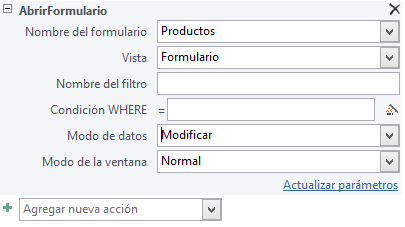 AbrirFormulario
Nombre del formulario Productos
Vista Formulario
Nombre del filtro
Condición WHERE =
Modo de datos Modificar
Modo de la ventana Normal
Actualizar parámetros
Agregar nueva acción